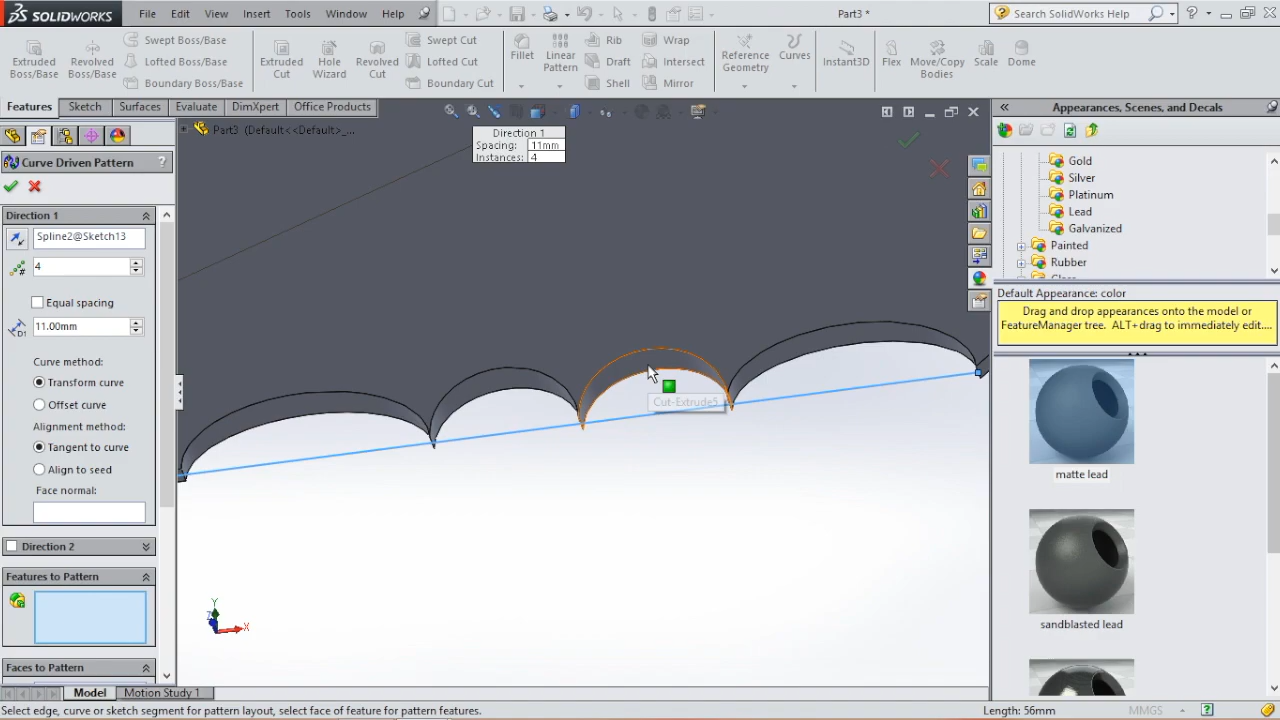 SOLIDWORKS
File Edit View Insert Tools Window Help
Part3 *
Search SolidWorks Help
Extruded Boss/Base
Revolved Boss/Base
Swept Boss/Base
Lofted Boss/Base
Boundary Boss/Base
Extruded Cut
Hole Wizard
Revolved Cut
Swept Cut
Lofted Cut
Boundary Cut
Fillet
Linear Pattern
Rib
Draft
Shell
Wrap
Intersect
Mirror
Reference Geometry
Curves
Instant3D
Flex
Move/Copy Bodies
Scale
Dome
Features Sketch Surfaces Evaluate DimXpert Office Products
Part3 (Default<<Default>_...
Curve Driven Pattern ?
Direction 1
Spline2@Sketch13
4
Equal spacing
11.00mm
Curve method:
Transform curve
Offset curve
Alignment method:
Tangent to curve
Align to seed
Face normal:
Direction 2
Features to Pattern
Faces to Pattern
Direction 1
Spacing: 11mm
Instances: 4
Cut-Extrude5
Y
Z
X
Appearances, Scenes, and Decals
Gold
Silver
Platinum
Lead
Galvanized
Painted
Rubber
Default Appearance: color
Drag and drop appearances onto the model or
FeatureManager tree. ALT+drag to immediately edit....
matte lead
sandblasted lead
Model Motion Study 1
Select edge, curve or sketch segment for pattern layout, select face of feature for pattern features.
Length: 56mm
MMGS